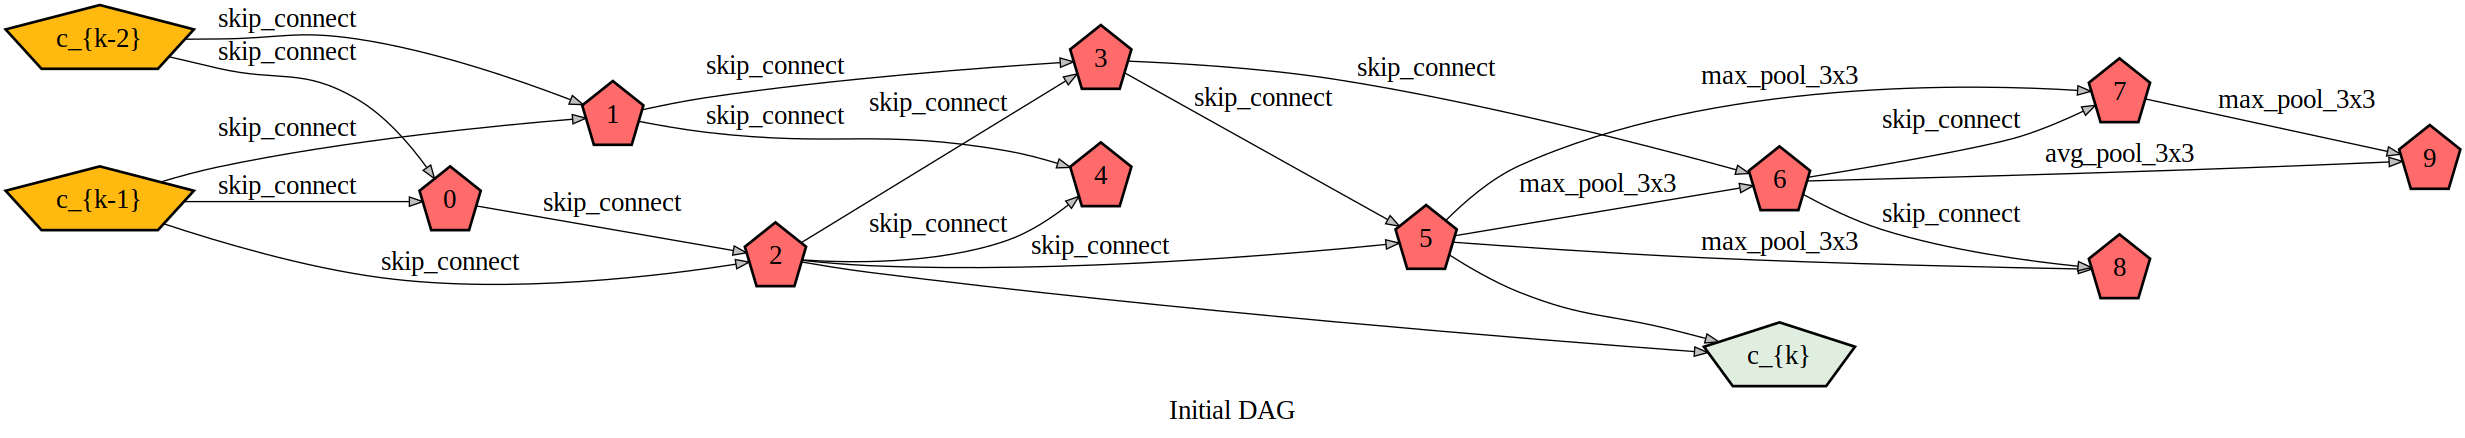 c_{k-2}
skip_connect
skip_connect
c_{k-1}
skip_connect
skip_connect
0
skip_connect
1
skip_connect
2
skip_connect
skip_connect
skip_connect
skip_connect
skip_connect
3
4
skip_connect
skip_connect
5
max_pool_3x3
max_pool_3x3
max_pool_3x3
6
skip_connect
avg_pool_3x3
skip_connect
c_{k}
7
8
max_pool_3x3
9
Initial DAG